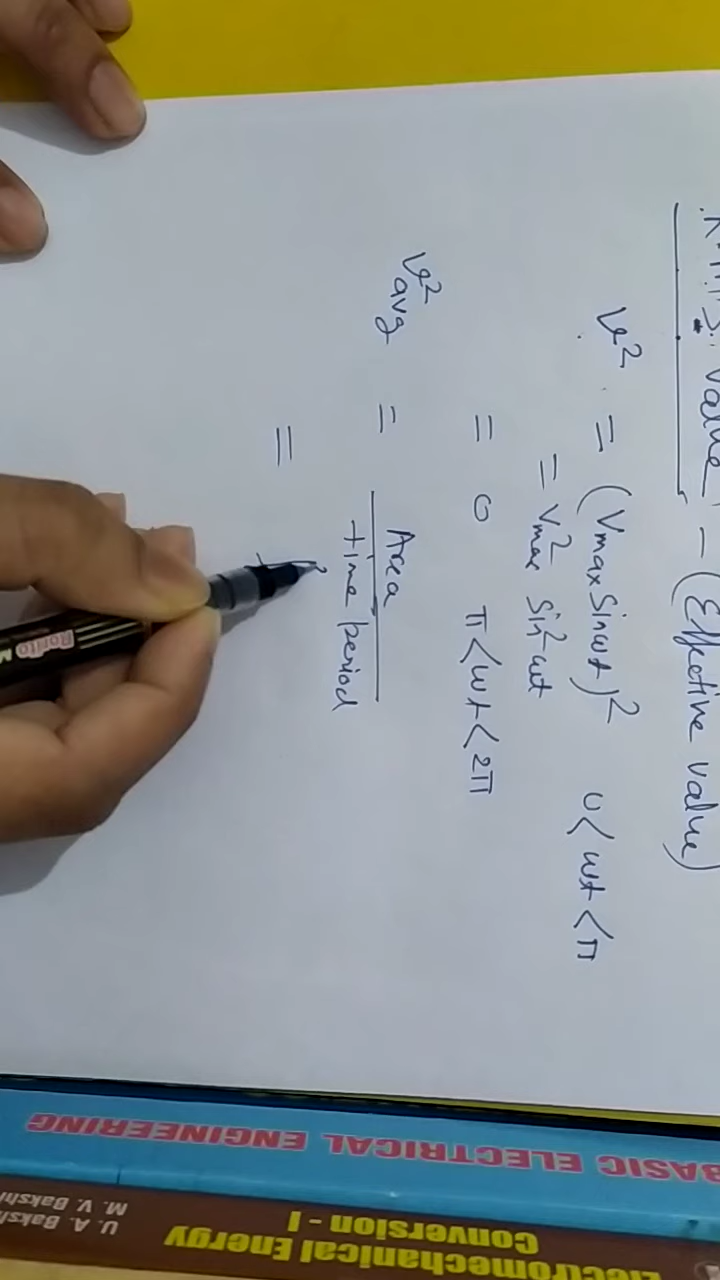 R.M.S. value - (Effective value)
v² = (Vmax Sinωt)² 0<ωt<π
= Vmax² Sin²ωt
= 0 π<ωt<2π
v²avg = Area
time period
=
Rorito
BASIC ELECTRICAL ENGINEERING
Electromechanical Energy
Conversion - I
U. A. Bakshi
M. V. Bakshi